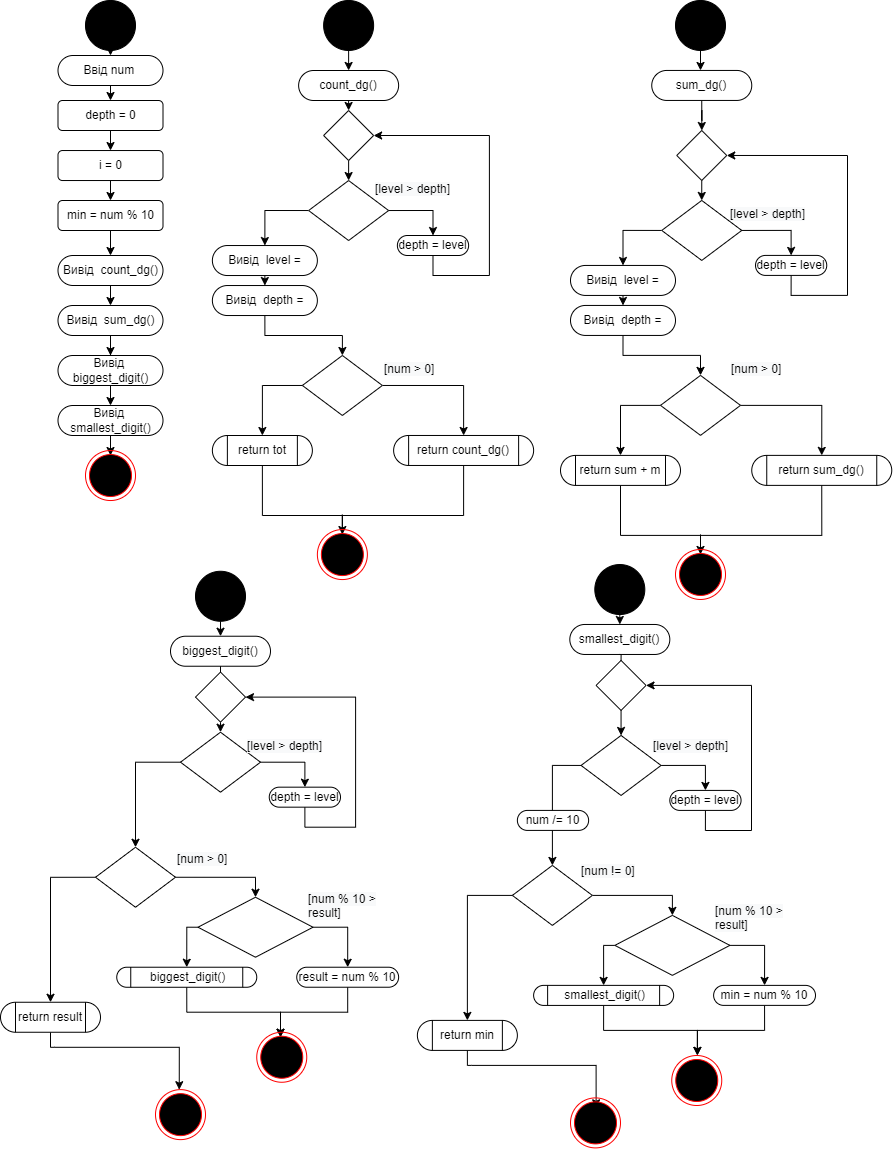 Ввід num
depth = 0
i = 0
min = num % 10
Вивід count_dg()
Вивід sum_dg()
Вивід
biggest_digit()
Вивід
smallest_digit()
count_dg()
[level > depth]
depth = level
Вивід level =
Вивід depth =
[num > 0]
return tot
return count_dg()
sum_dg()
[level > depth]
depth = level
Вивід level =
Вивід depth =
[num > 0]
return sum + m
return sum_dg()
biggest_digit()
[level > depth]
depth = level
[num > 0]
[num % 10 >
result]
biggest_digit()
result = num % 10
return result
smallest_digit()
[level > depth]
depth = level
num /= 10
[num != 0]
[num % 10 >
result]
smallest_digit()
min = num % 10
return min